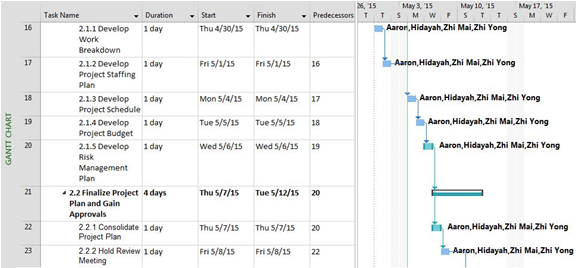 Task Name Duration Start Finish Predecessors 26, '15 May 3, '15 May 10, '15 May 17, '15
T F S S M T W T F S S M T
16 2.1.1 Develop 1 day Thu 4/30/15 Thu 4/30/15 Aaron,Hidayah,Zhi Mai,Zhi Yong
Work
Breakdown
17 2.1.2 Develop 1 day Fri 5/1/15 Fri 5/1/15 16 Aaron,Hidayah,Zhi Mai,Zhi Yong
Project Staffing
Plan
18 2.1.3 Develop 1 day Mon 5/4/15 Mon 5/4/15 17 Aaron,Hidayah,Zhi Mai,Zhi Yong
Project Schedule
19 2.1.4 Develop 1 day Tue 5/5/15 Tue 5/5/15 18 Aaron,Hidayah,Zhi Mai,Zhi Yong
Project Budget
20 2.1.5 Develop 1 day Wed 5/6/15 Wed 5/6/15 19 Aaron,Hidayah,Zhi Mai,Zhi Yong
Risk
Management
Plan
21 2.2 Finalize Project 4 days Thu 5/7/15 Tue 5/12/15 20
Plan and Gain
Approvals
22 2.2.1 Consolidate 1 day Thu 5/7/15 Thu 5/7/15 20 Aaron,Hidayah,Zhi Mai,Zhi Yong
Project Plan
23 2.2.2 Hold Review 1 day Fri 5/8/15 Fri 5/8/15 22 Aaron,Hidayah,Zhi Mai,Zhi Yong
Meeting
GANTT CHART